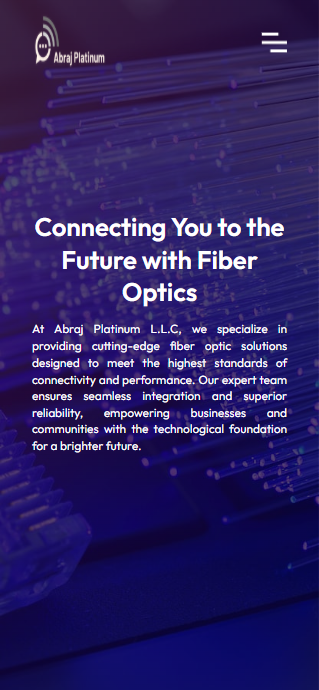 Abraj Platinum
Connecting You to the
Future with Fiber
Optics
At Abraj Platinum L.L.C, we specialize in
providing cutting-edge fiber optic solutions
designed to meet the highest standards of
connectivity and performance. Our expert team
ensures seamless integration and superior
reliability, empowering businesses and
communities with the technological foundation
for a brighter future.